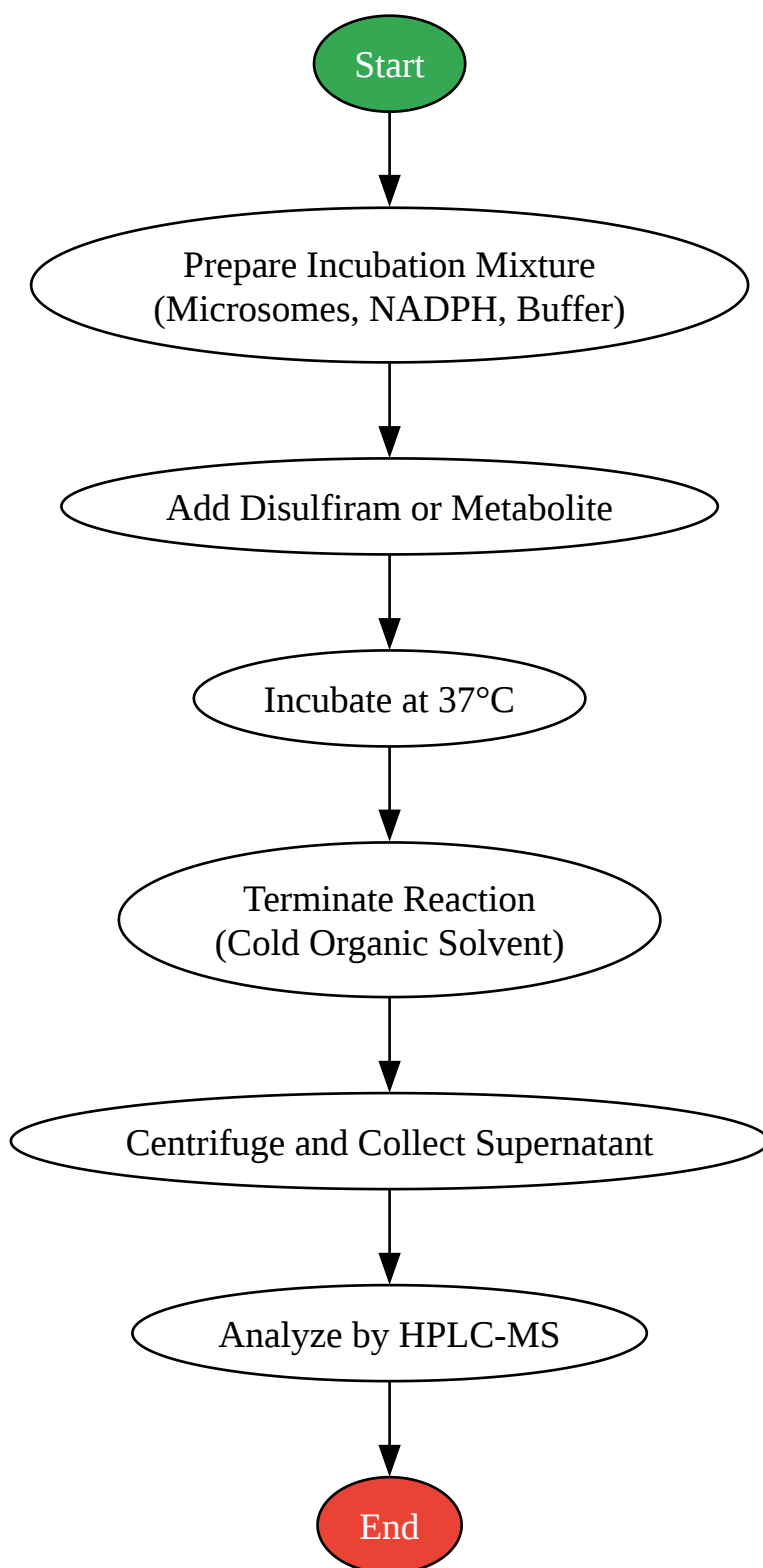 Start
Prepare Incubation Mixture
(Microsomes, NADPH, Buffer)
Add Disulfiram or Metabolite
Incubate at 37°C
Terminate Reaction
(Cold Organic Solvent)
Centrifuge and Collect Supernatant
Analyze by HPLC-MS
End